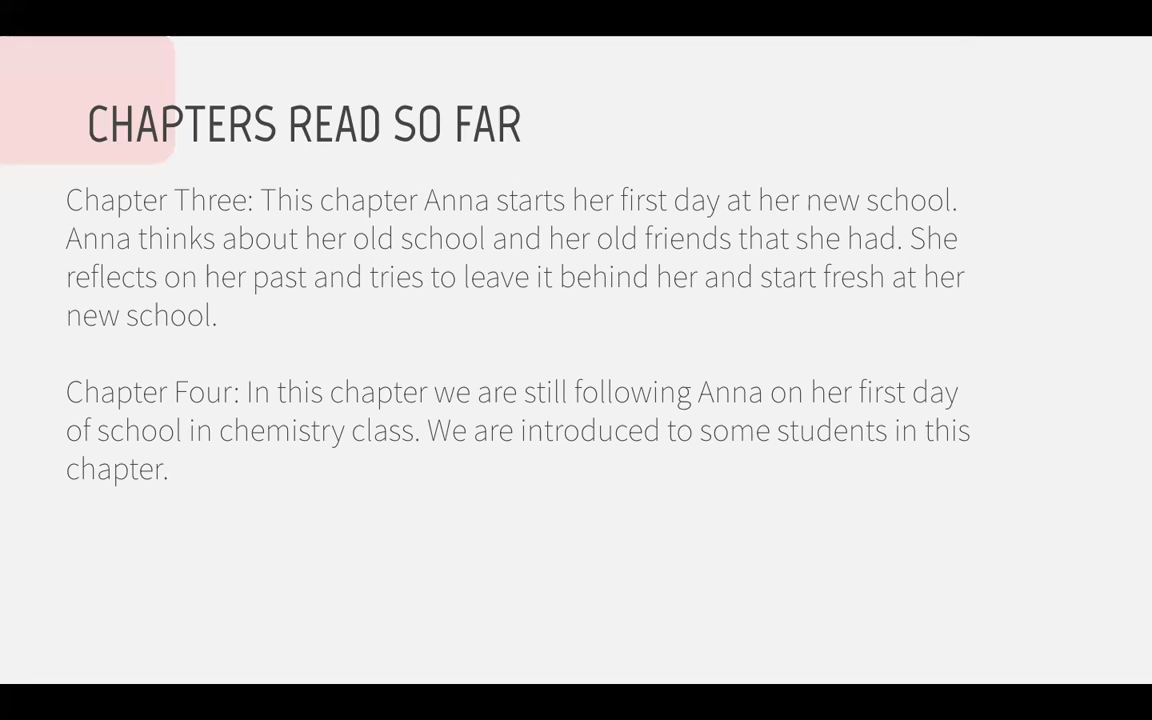 CHAPTERS READ SO FAR
Chapter Three: This chapter Anna starts her first day at her new school.
Anna thinks about her old school and her old friends that she had. She
reflects on her past and tries to leave it behind her and start fresh at her
new school.
Chapter Four: In this chapter we are still following Anna on her first day
of school in chemistry class. We are introduced to some students in this
chapter.